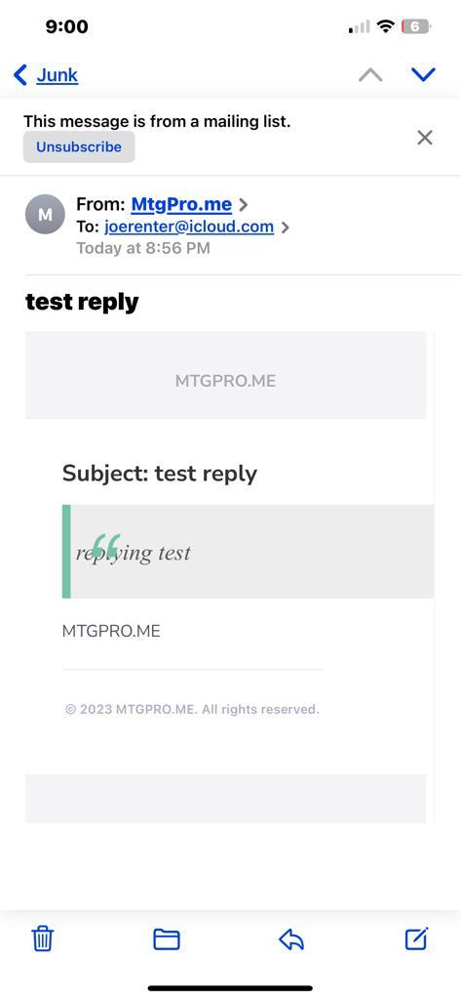 9:00
6
Junk
This message is from a mailing list.
Unsubscribe
M
From: MtgPro.me
To: joerenter@icloud.com
Today at 8:56 PM
test reply
MTGPRO.ME
Subject: test reply
“
replying test
MTGPRO.ME
© 2023 MTGPRO.ME. All rights reserved.